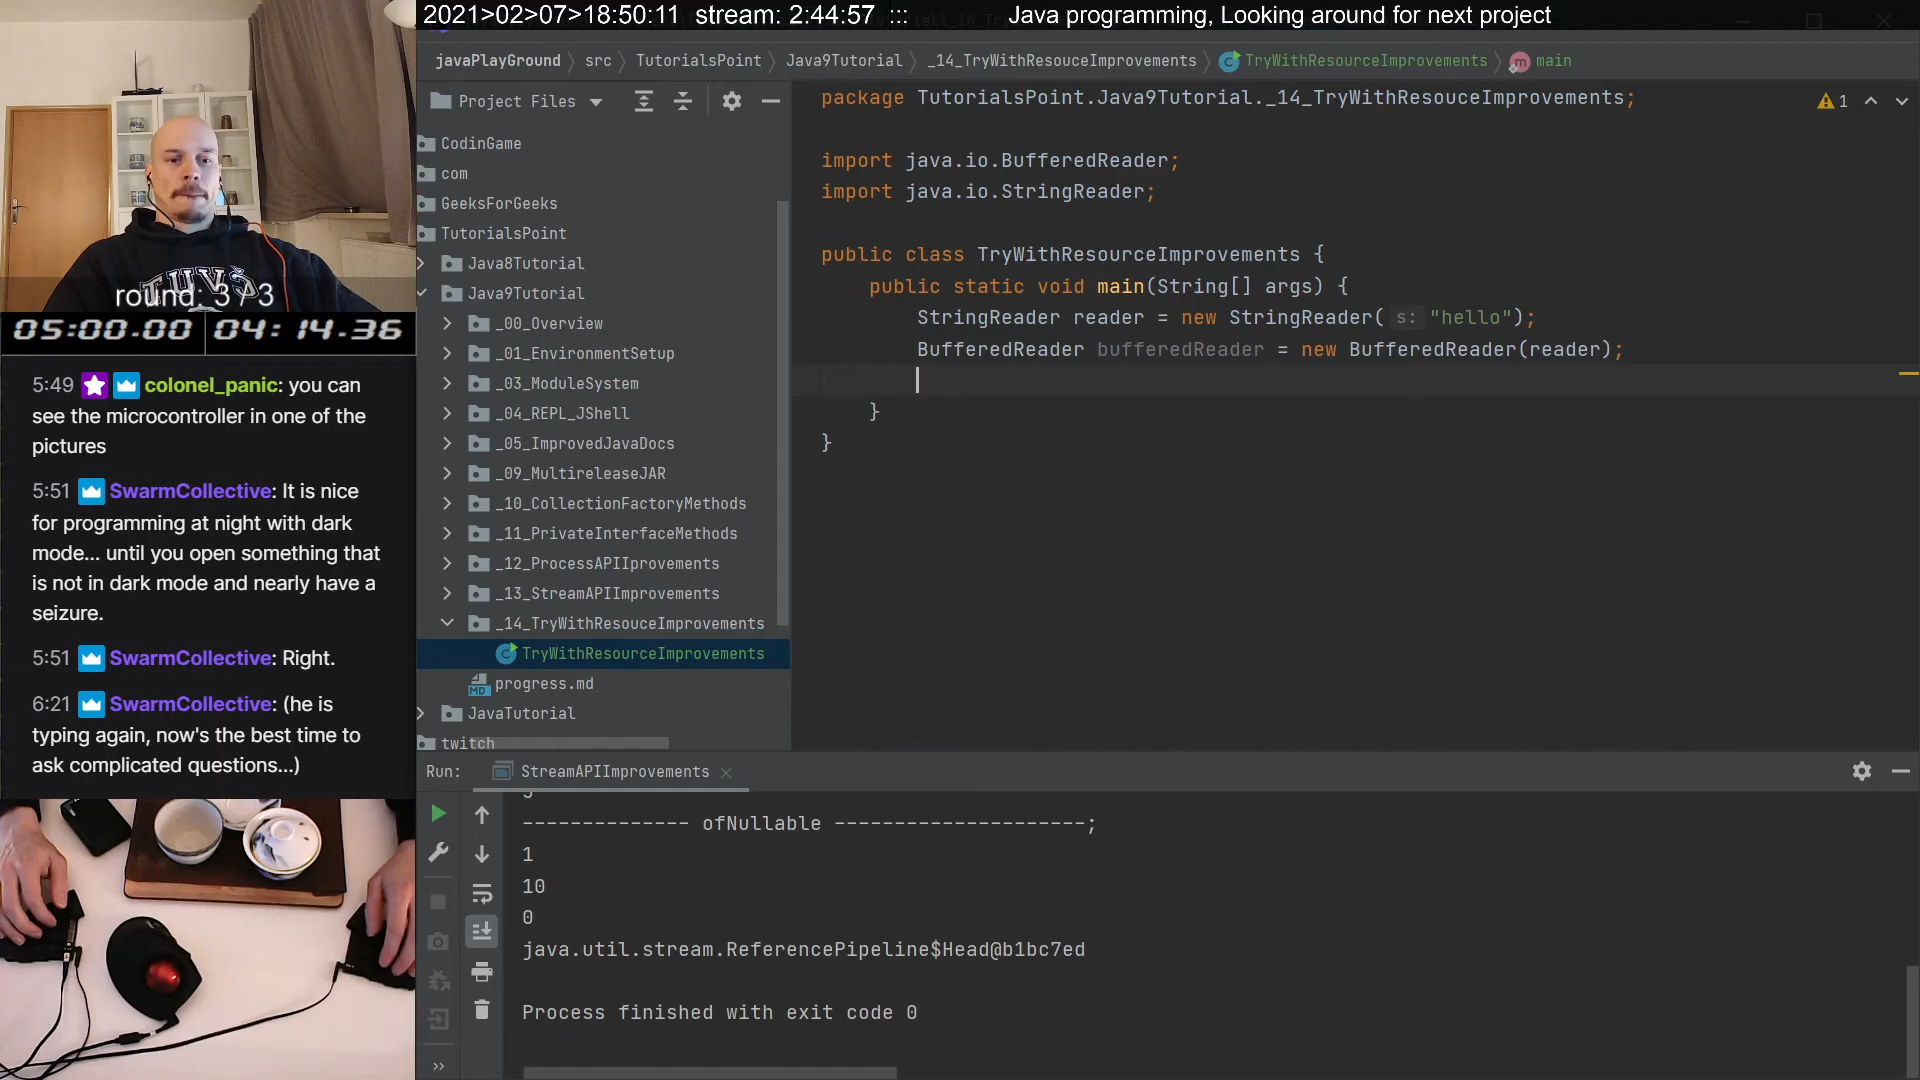 2021>02>07>18:50:11 stream: 2:44:57 ::: Java programming, Looking around for next project
javaPlayGround src TutorialsPoint Java9Tutorial _14_TryWithResouceImprovements TryWithResourceImprovements main
Project Files
CodinGame
com
GeeksForGeeks
TutorialsPoint
Java8Tutorial
Java9Tutorial
_00_Overview
_01_EnvironmentSetup
_03_ModuleSystem
_04_REPL_JShell
_05_ImprovedJavaDocs
_09_MultireleaseJAR
_10_CollectionFactoryMethods
_11_PrivateInterfaceMethods
_12_ProcessAPIIprovements
_13_StreamAPIImprovements
_14_TryWithResouceImprovements
TryWithResourceImprovements
progress.md
JavaTutorial
twitch
package TutorialsPoint.Java9Tutorial._14_TryWithResouceImprovements;
1
import java.io.BufferedReader;
import java.io.StringReader;
public class TryWithResourceImprovements {
public static void main(String[] args) {
StringReader reader = new StringReader( s: "hello");
BufferedReader bufferedReader = new BufferedReader(reader);
}
}
TUVŠ
round: 3 / 3
05:00.00 04:14.36
5:49 colonel_panic: you can
see the microcontroller in one of the
pictures
5:51 SwarmCollective: It is nice
for programming at night with dark
mode... until you open something that
is not in dark mode and nearly have a
seizure.
5:51 SwarmCollective: Right.
6:21 SwarmCollective: (he is
typing again, now's the best time to
ask complicated questions...)
Run: StreamAPIImprovements
-------------- ofNullable ---------------------;
1
10
0
java.util.stream.ReferencePipeline$Head@b1bc7ed
Process finished with exit code 0